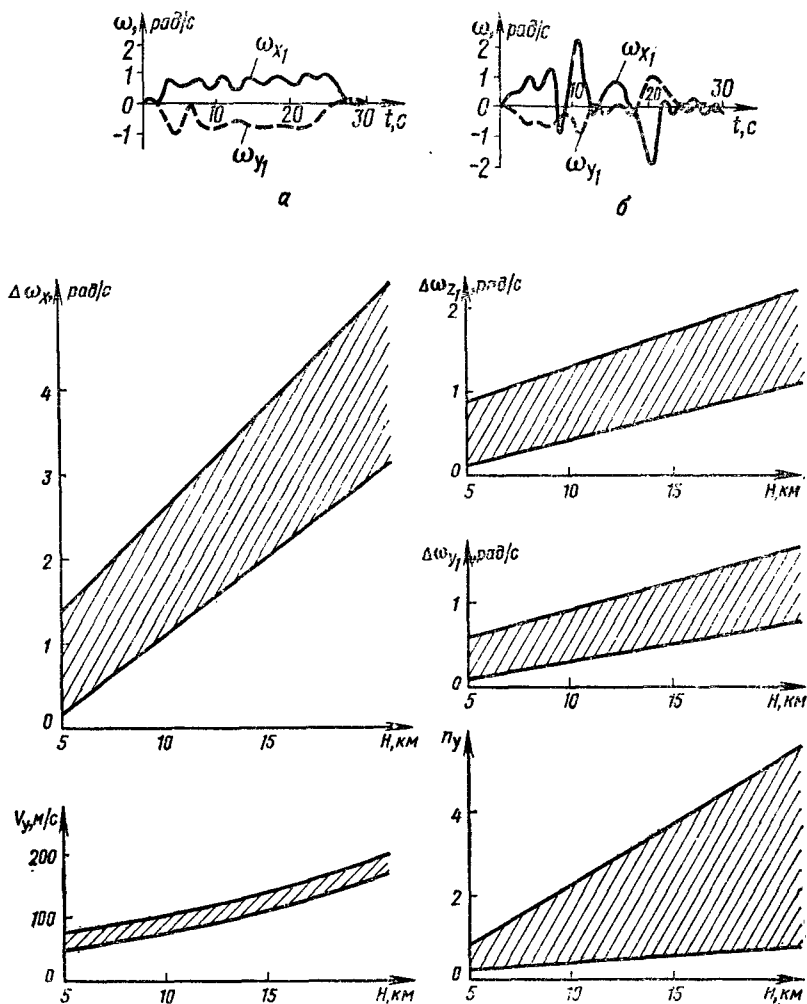 ω, рад/с
2
1
0
-1
ωx1
10
20
30
t, с
ωy1
а
ω, рад/с
2
1
0
-1
-2
ωx1
10
20
30
t, с
ωy1
б
Δωx1, рад/с
4
3
2
1
0
5
10
15
H, км
Δωz1, рад/с
2
1
0
5
10
15
H, км
Δωy1, рад/с
1
0
5
10
15
H, км
Vy, м/с
200
100
0
5
10
15
H, км
ny
4
2
0
5
10
15
H, км